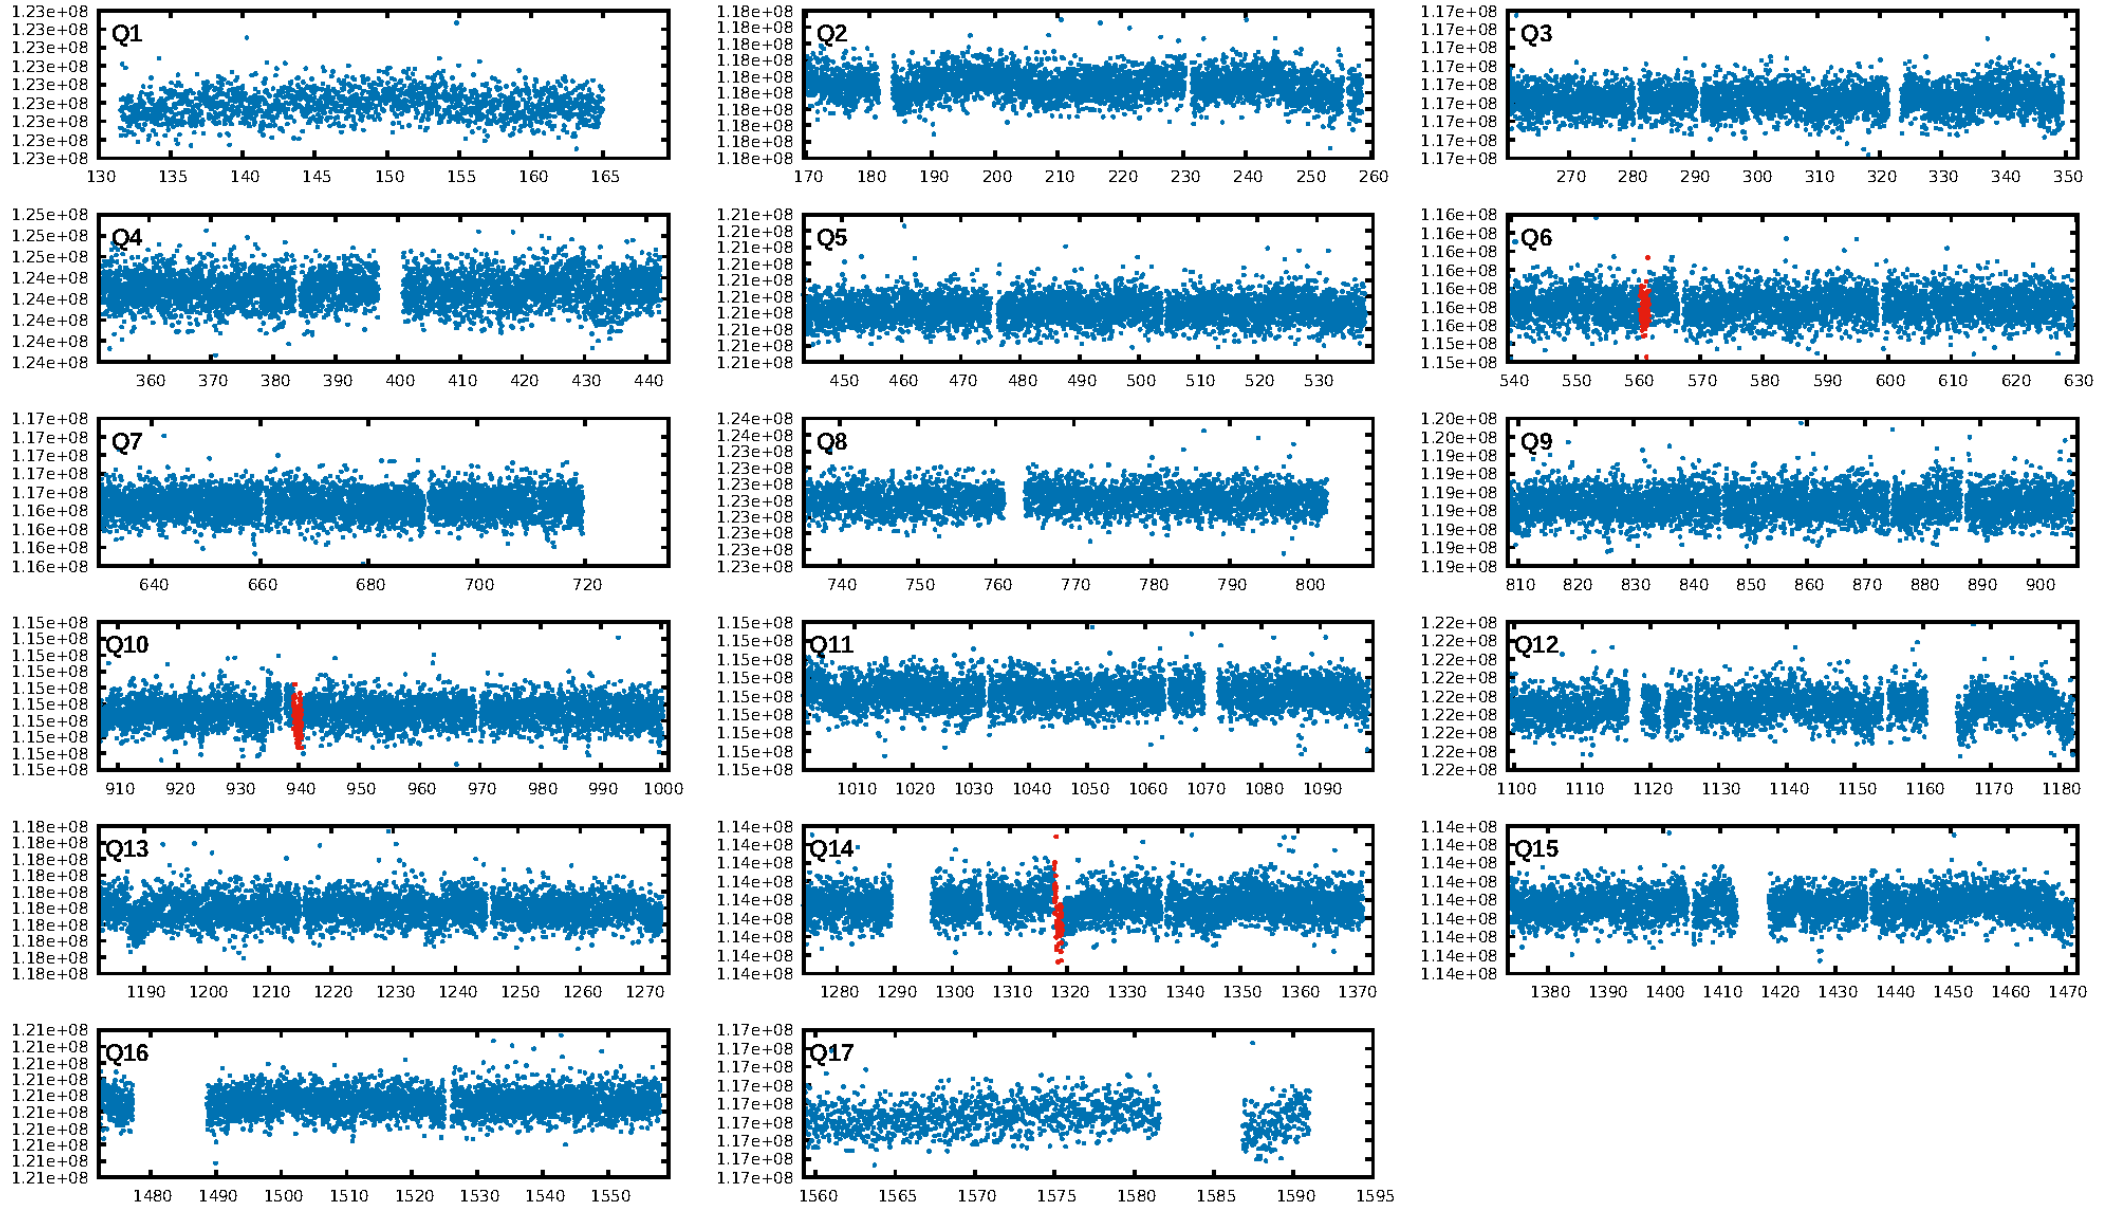 1.23e+08
1.23e+08
1.23e+08
1.23e+08
1.23e+08
1.23e+08
1.23e+08
1.23e+08
1.23e+08
Q1
130 135 140 145 150 155 160 165
1.18e+08
1.18e+08
1.18e+08
1.18e+08
1.18e+08
1.18e+08
1.18e+08
1.18e+08
1.18e+08
1.18e+08
Q2
170 180 190 200 210 220 230 240 250 260
1.17e+08
1.17e+08
1.17e+08
1.17e+08
1.17e+08
1.17e+08
1.17e+08
1.17e+08
1.17e+08
Q3
270 280 290 300 310 320 330 340 350
1.25e+08
1.25e+08
1.25e+08
1.24e+08
1.24e+08
1.24e+08
1.24e+08
1.24e+08
Q4
360 370 380 390 400 410 420 430 440
1.21e+08
1.21e+08
1.21e+08
1.21e+08
1.21e+08
1.21e+08
1.21e+08
1.21e+08
1.21e+08
1.21e+08
Q5
450 460 470 480 490 500 510 520 530
1.16e+08
1.16e+08
1.16e+08
1.16e+08
1.16e+08
1.16e+08
1.16e+08
1.15e+08
1.15e+08
Q6
540 550 560 570 580 590 600 610 620 630
1.17e+08
1.17e+08
1.17e+08
1.17e+08
1.17e+08
1.16e+08
1.16e+08
1.16e+08
1.16e+08
Q7
640 660 680 700 720
1.24e+08
1.24e+08
1.23e+08
1.23e+08
1.23e+08
1.23e+08
1.23e+08
1.23e+08
1.23e+08
1.23e+08
Q8
740 750 760 770 780 790 800
1.20e+08
1.20e+08
1.19e+08
1.19e+08
1.19e+08
1.19e+08
1.19e+08
1.19e+08
1.19e+08
Q9
810 820 830 840 850 860 870 880 890 900
1.15e+08
1.15e+08
1.15e+08
1.15e+08
1.15e+08
1.15e+08
1.15e+08
1.15e+08
1.15e+08
1.15e+08
Q10
910 920 930 940 950 960 970 980 990 1000
1.15e+08
1.15e+08
1.15e+08
1.15e+08
1.15e+08
1.15e+08
1.15e+08
1.15e+08
1.15e+08
Q11
1010 1020 1030 1040 1050 1060 1070 1080 1090
1.22e+08
1.22e+08
1.22e+08
1.22e+08
1.22e+08
1.22e+08
1.22e+08
1.22e+08
1.22e+08
Q12
1100 1110 1120 1130 1140 1150 1160 1170 1180
1.18e+08
1.18e+08
1.18e+08
1.18e+08
1.18e+08
1.18e+08
1.18e+08
1.18e+08
1.18e+08
1.18e+08
Q13
1190 1200 1210 1220 1230 1240 1250 1260 1270
1.14e+08
1.14e+08
1.14e+08
1.14e+08
1.14e+08
1.14e+08
1.14e+08
1.14e+08
1.14e+08
Q14
1280 1290 1300 1310 1320 1330 1340 1350 1360 1370
1.14e+08
1.14e+08
1.14e+08
1.14e+08
1.14e+08
1.14e+08
1.14e+08
1.14e+08
1.14e+08
Q15
1380 1390 1400 1410 1420 1430 1440 1450 1460 1470
1.21e+08
1.21e+08
1.21e+08
1.21e+08
1.21e+08
1.21e+08
1.21e+08
1.21e+08
1.21e+08
1.21e+08
Q16
1480 1490 1500 1510 1520 1530 1540 1550
1.17e+08
1.17e+08
1.17e+08
1.17e+08
1.17e+08
1.17e+08
1.17e+08
1.17e+08
1.17e+08
Q17
1560 1565 1570 1575 1580 1585 1590 1595